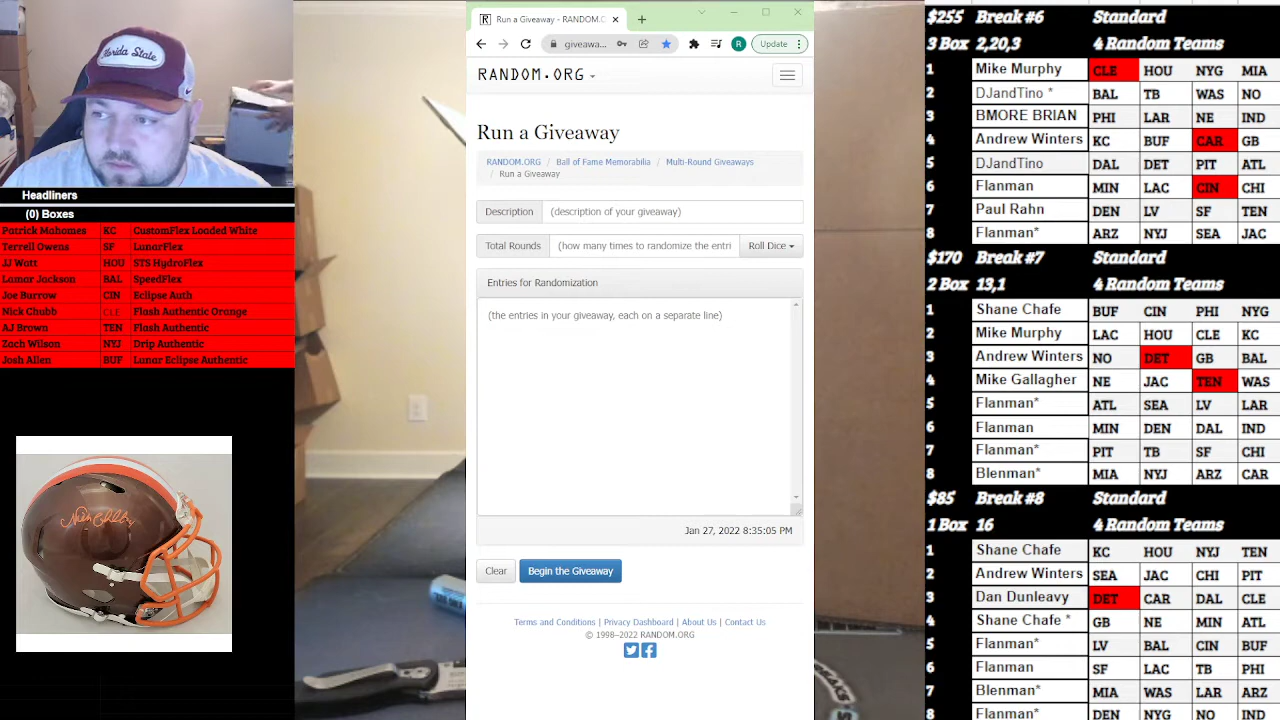 Florida State
Headliners
(0) Boxes
Patrick Mahomes KC CustomFlex Loaded White
Terrell Owens SF LunarFlex
JJ Watt HOU STS HydroFlex
Lamar Jackson BAL SpeedFlex
Joe Burrow CIN Eclipse Auth
Nick Chubb CLE Flash Authentic Orange
AJ Brown TEN Flash Authentic
Zach Wilson NYJ Drip Authentic
Josh Allen BUF Lunar Eclipse Authentic
Run a Giveaway - RANDOM.C
giveawa
R
Update
RANDOM.ORG
Run a Giveaway
RANDOM.ORG / Ball of Fame Memorabilia / Multi-Round Giveaways
/ Run a Giveaway
Description (description of your giveaway)
Total Rounds (how many times to randomize the entri Roll Dice
Entries for Randomization
(the entries in your giveaway, each on a separate line)
Jan 27, 2022 8:35:05 PM
Clear Begin the Giveaway
Terms and Conditions | Privacy Dashboard | About Us | Contact Us
© 1998–2022 RANDOM.ORG
$255 Break #6 Standard
3 Box 2,20,3 4 Random Teams
1 Mike Murphy CLE HOU NYG MIA
2 DJandTino * BAL TB WAS NO
3 BMORE BRIAN PHI LAR NE IND
4 Andrew Winters KC BUF CAR GB
5 DJandTino DAL DET PIT ATL
6 Flanman MIN LAC CIN CHI
7 Paul Rahn DEN LV SF TEN
8 Flanman* ARZ NYJ SEA JAC
$170 Break #7 Standard
2 Box 13,1 4 Random Teams
1 Shane Chafe BUF CIN PHI NYG
2 Mike Murphy LAC HOU CLE KC
3 Andrew Winters NO DET GB BAL
4 Mike Gallagher NE JAC TEN WAS
5 Flanman* ATL SEA LV LAR
6 Flanman MIN DEN DAL IND
7 Flanman* PIT TB SF CHI
8 Blenman* MIA NYJ ARZ CAR
$85 Break #8 Standard
1 Box 16 4 Random Teams
1 Shane Chafe KC HOU NYJ TEN
2 Andrew Winters SEA JAC CHI PIT
3 Dan Dunleavy DET CAR DAL CLE
4 Shane Chafe * GB NE MIN ATL
5 Flanman* LV BAL CIN BUF
6 Flanman SF LAC TB PHI
7 Blenman* MIA WAS LAR ARZ
8 Flanman* DEN NYG NO IND